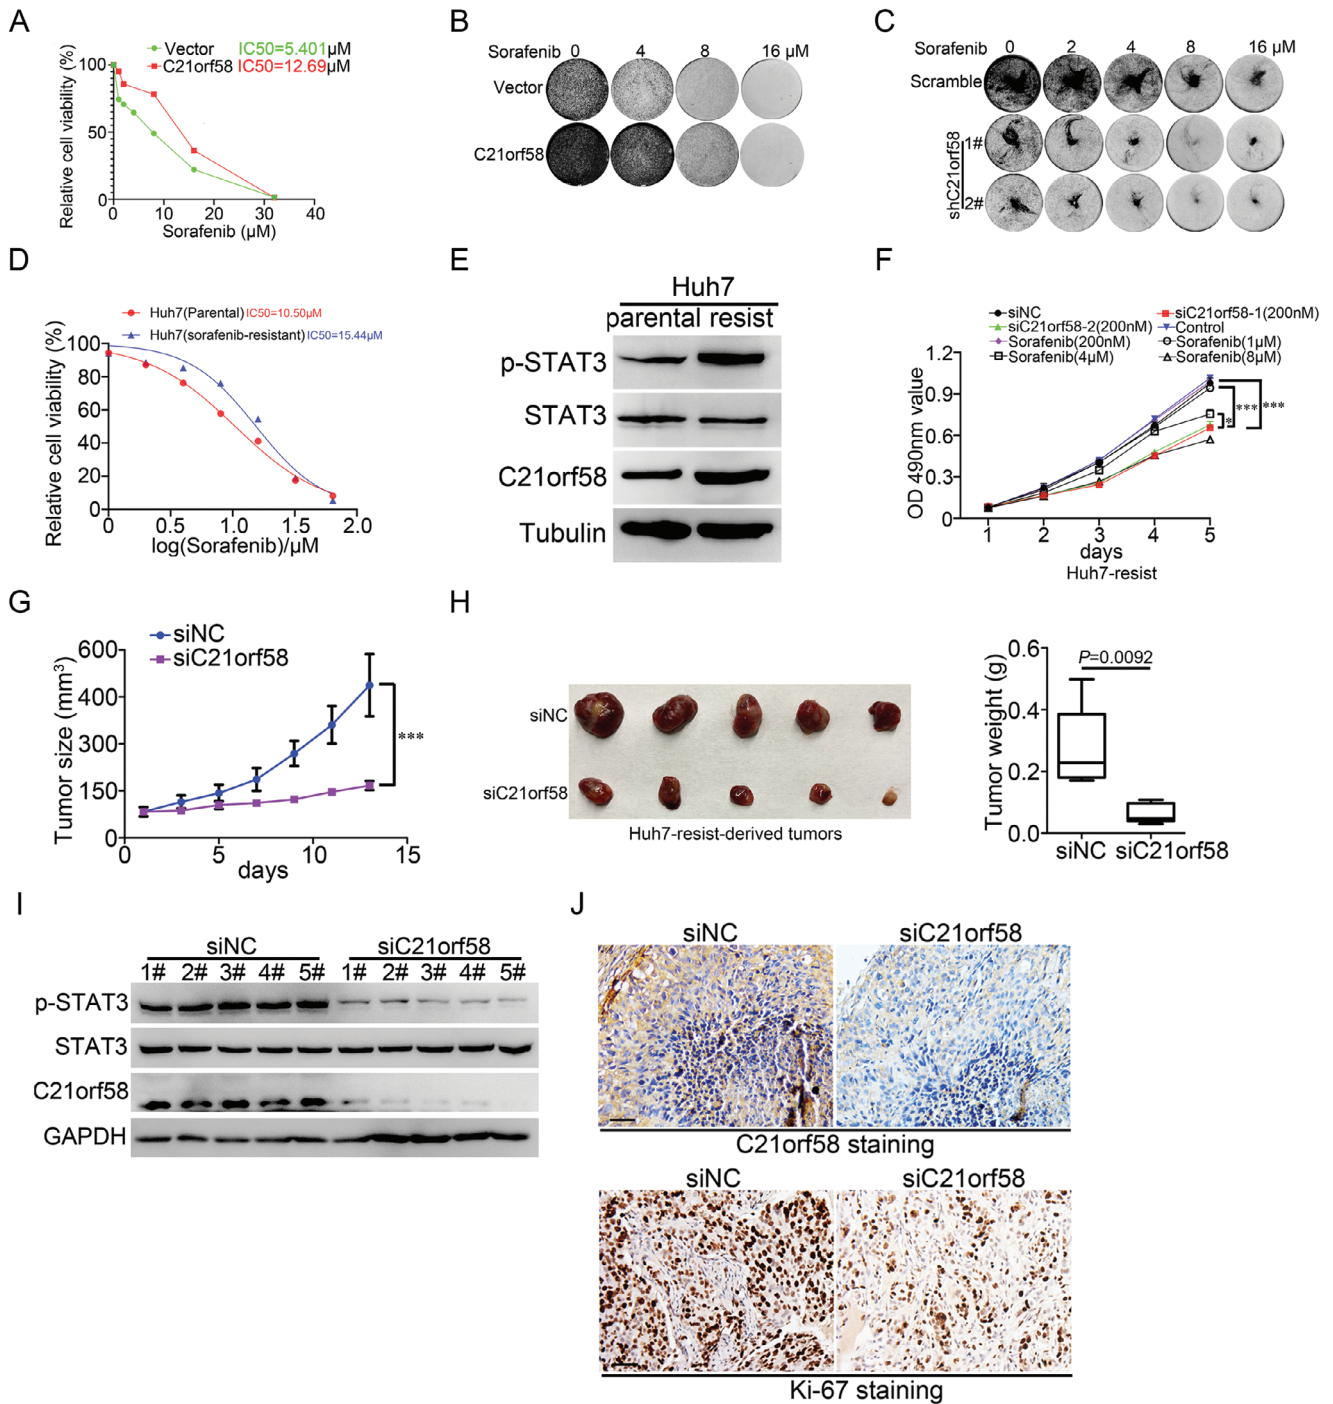 A
Vector IC50=5.401μM
C21orf58 IC50=12.69μM
Relative cell viability (%)
100
50
0
0 10 20 30 40
Sorafenib (μM)
B
Sorafenib 0 4 8 16 μM
Vector
C21orf58
C
Sorafenib 0 2 4 8 16 μM
Scramble
shC21orf58
1#
2#
D
Huh7(Parental) IC50=10.50μM
Huh7(sorafenib-resistant) IC50=15.44μM
Relative cell viability (%)
100
80
60
40
20
0
0 0.5 1.0 1.5 2.0
log(Sorafenib)/μM
E
Huh7
parental resist
p-STAT3
STAT3
C21orf58
Tubulin
F
siNC siC21orf58-1(200nM)
siC21orf58-2(200nM) Control
Sorafenib(200nM) Sorafenib(1μM)
Sorafenib(4μM) Sorafenib(8μM)
OD 490nm value
1.2
0.9
0.6
0.3
0
* *** ***
1 2 3 4 5
days
Huh7-resist
G
siNC
siC21orf58
Tumor size (mm³)
600
400
300
150
0
***
0 5 10 15
days
H
siNC
siC21orf58
Huh7-resist-derived tumors
Tumor weight (g)
0.6
0.4
0.2
0.0
P=0.0092
siNC siC21orf58
I
siNC siC21orf58
1# 2# 3# 4# 5# 1# 2# 3# 4# 5#
p-STAT3
STAT3
C21orf58
GAPDH
J
siNC siC21orf58
C21orf58 staining
siNC siC21orf58
Ki-67 staining